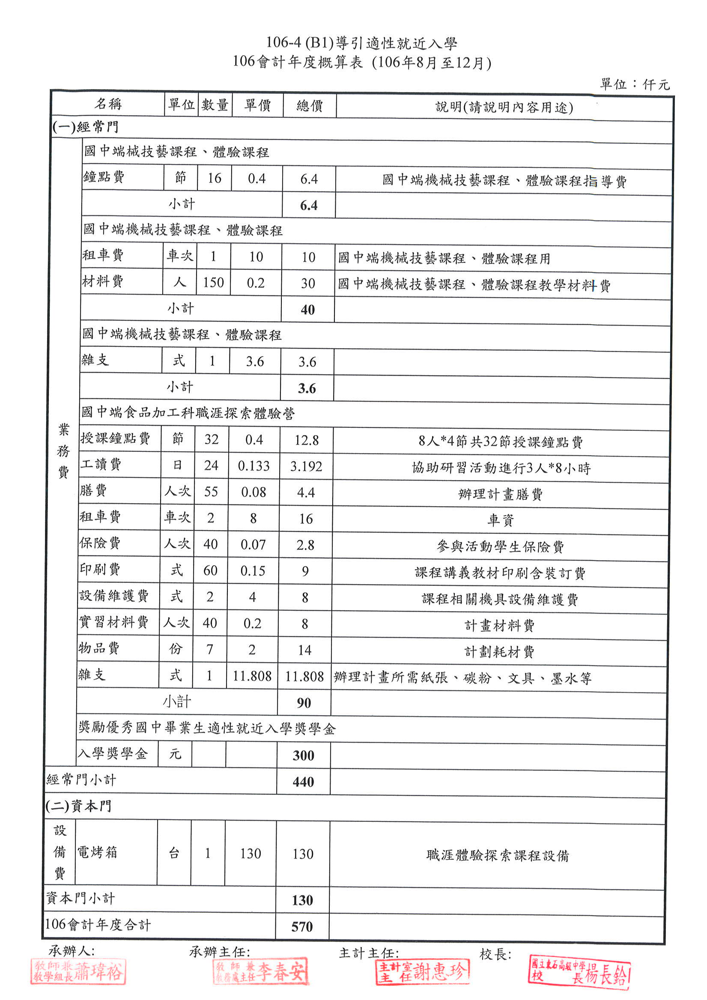 106-4 (B1)導引適性就近入學
106會計年度概算表 (106年8月至12月)
單位：仟元
名稱 單位 數量 單價 總價 說明(請說明內容用途)
(一)經常門
業務費
國中端械技藝課程、體驗課程
鐘點費 節 16 0.4 6.4 國中端機械技藝課程、體驗課程指導費
小計 6.4
國中端機械技藝課程、體驗課程
租車費 車次 1 10 10 國中端機械技藝課程、體驗課程用
材料費 人 150 0.2 30 國中端機械技藝課程、體驗課程教學材料費
小計 40
國中端機械技藝課程、體驗課程
雜支 式 1 3.6 3.6
小計 3.6
國中端食品加工科職涯探索體驗營
授課鐘點費 節 32 0.4 12.8 8人*4節共32節授課鐘點費
工讀費 日 24 0.133 3.192 協助研習活動進行3人*8小時
膳費 人次 55 0.08 4.4 辦理計畫膳費
租車費 車次 2 8 16 車資
保險費 人次 40 0.07 2.8 參與活動學生保險費
印刷費 式 60 0.15 9 課程講義教材印刷含裝訂費
設備維護費 式 2 4 8 課程相關機具設備維護費
實習材料費 人次 40 0.2 8 計畫材料費
物品費 份 7 2 14 計劃耗材費
雜支 式 1 11.808 11.808 辦理計畫所需紙張、碳粉、文具、墨水等
小計 90
獎勵優秀國中畢業生適性就近入學獎學金
入學獎學金 元 300
經常門小計 440
(二)資本門
設備費 電烤箱 台 1 130 130 職涯體驗探索課程設備
資本門小計 130
106會計年度合計 570
承辦人: 承辦主任: 主計主任: 校長:
教師兼教學組長蕭瑋裕
教師兼教務處主任李春安
主計室主任謝惠珍
國立東石高級中學校長楊長鈴